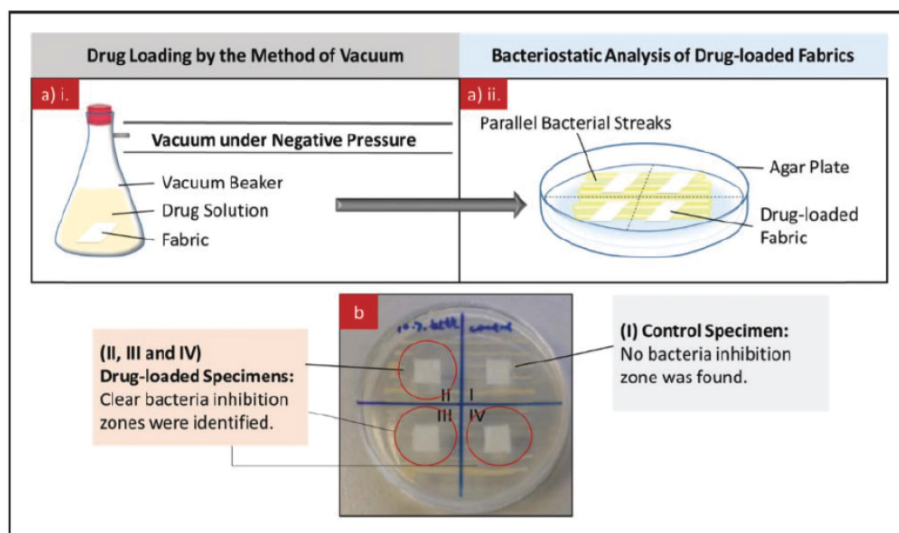 Drug Loading by the Method of Vacuum
Bacteriostatic Analysis of Drug-loaded Fabrics
a) i.
Vacuum under Negative Pressure
Vacuum Beaker
Drug Solution
Fabric
a) ii.
Parallel Bacterial Streaks
Agar Plate
Drug-loaded
Fabric
b
control
II
I
III
IV
(II, III and IV)
Drug-loaded Specimens:
Clear bacteria inhibition
zones were identified.
(I) Control Specimen:
No bacteria inhibition
zone was found.